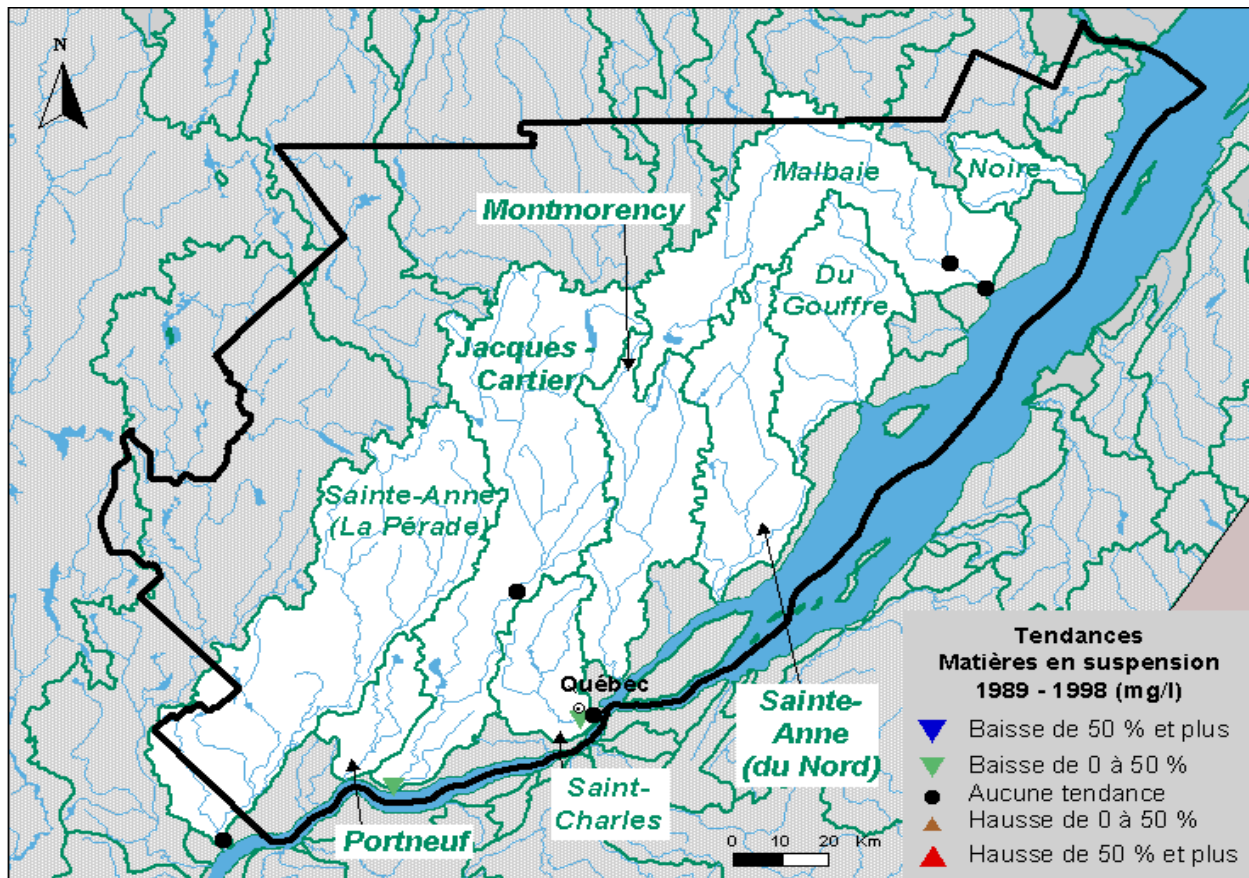 N
Malbaie
Noire
Montmorency
Du
Gouffre
Jacques -
Cartier
Sainte-Anne
(La Pérade)
Québec
Sainte-
Anne
(du Nord)
Saint-
Charles
Portneuf
0 10 20 Km
Tendances
Matières en suspension
1989 - 1998 (mg/l)
Baisse de 50 % et plus
Baisse de 0 à 50 %
Aucune tendance
Hausse de 0 à 50 %
Hausse de 50 % et plus